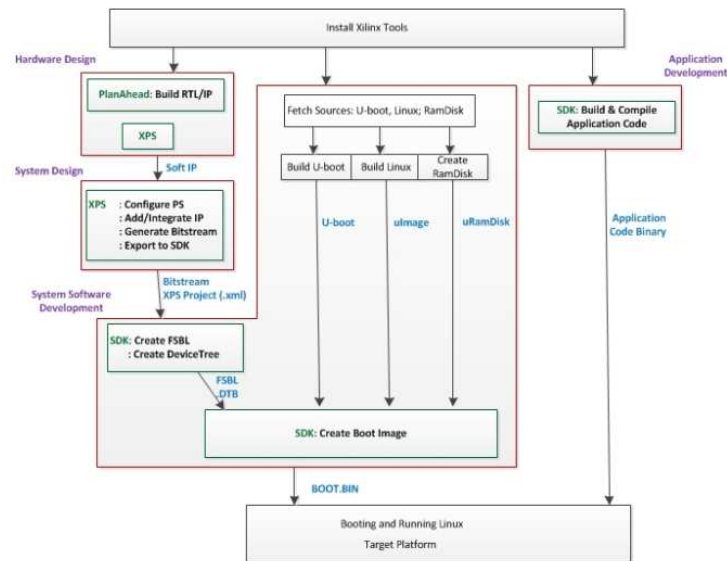 Install Xilinx Tools
Hardware Design
Application
Development
PlanAhead: Build RTL/IP
XPS
Fetch Sources: U-boot, Linux; RamDisk
SDK: Build & Compile
Application Code
Soft IP
System Design
Build U-boot
Build Linux
Create
RamDisk
XPS : Configure PS
: Add/Integrate IP
: Generate Bitstream
: Export to SDK
U-boot
uImage
uRamDisk
Application
Code Binary
Bitstream
XPS Project (.xml)
System Software
Development
SDK: Create FSBL
: Create DeviceTree
FSBL
.DTB
SDK: Create Boot Image
BOOT.BIN
Booting and Running Linux
Target Platform